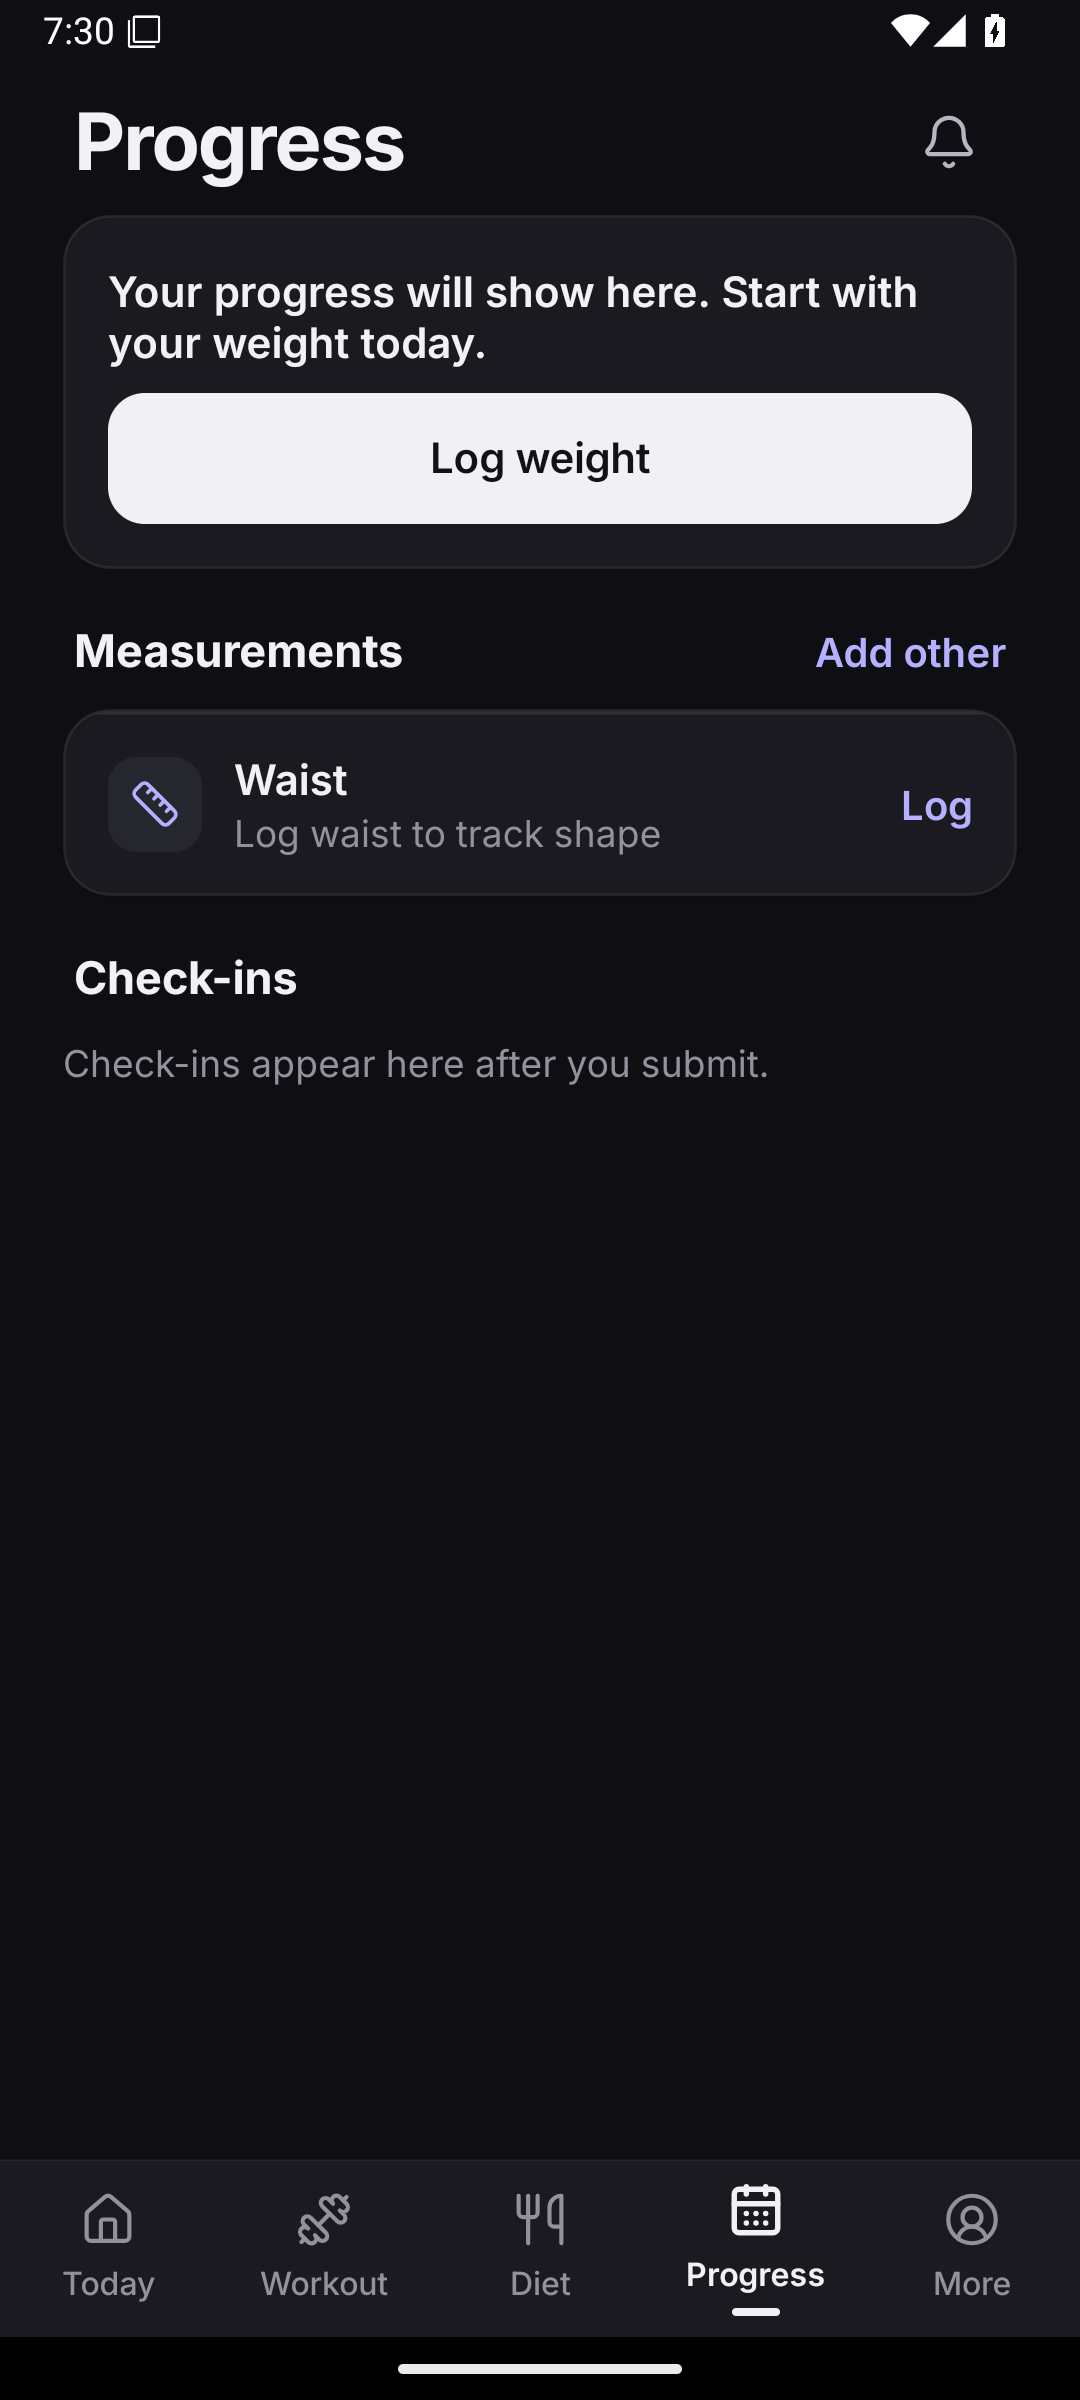 7:30
Progress
Your progress will show here. Start with
your weight today.
Log weight
Measurements
Add other
Waist
Log waist to track shape
Log
Check-ins
Check-ins appear here after you submit.
Today
Workout
Diet
Progress
More